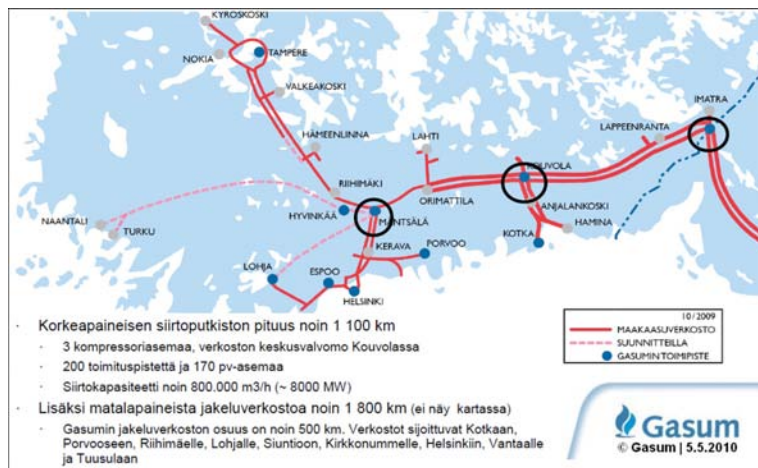 KYROSKOSKI
NOKIA
TAMPERE
VALKEAKOSKI
HÄMEENLINNA
LAHTI
IMATRA
LAPPEENRANTA
KOUVOLA
RIIHIMÄKI
ORIMATTILA
ANJALANKOSKI
HYVINKÄÄ
MÄNTSÄLÄ
HAMINA
NAANTALI
TURKU
KERAVA
PORVOO
KOTKA
LOHJA
ESPOO
HELSINKI
10/2009
MAAKAASUVERKOSTO
SUUNNITTEILLA
GASUMIN TOIMIPISTE
· Korkeapaineisen siirtoputkiston pituus noin 1 100 km
· 3 kompressoriasemaa, verkoston keskusvalvomo Kouvolassa
· 200 toimituspistettä ja 170 pv-asemaa
· Siirtokapasiteetti noin 800.000 m3/h (~ 8000 MW)
· Lisäksi matalapaineista jakeluverkostoa noin 1 800 km (ei näy kartassa)
· Gasumin jakeluverkoston osuus on noin 500 km. Verkostot sijoittuvat Kotkaan,
Porvooseen, Riihimäelle, Lohjalle, Siuntioon, Kirkkonummelle, Helsinkiin, Vantaalle
ja Tuusulaan
Gasum
© Gasum | 5.5.2010